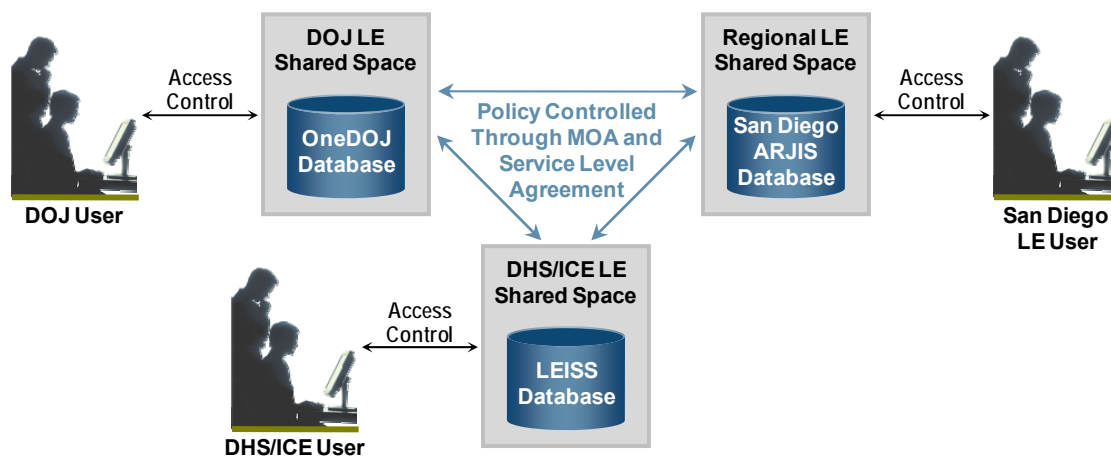 DOJ LE
Shared Space
OneDOJ
Database
Access
Control
DOJ User
Policy Controlled
Through MOA and
Service Level
Agreement
Regional LE
Shared Space
San Diego
ARJIS
Database
Access
Control
San Diego
LE User
DHS/ICE LE
Shared Space
LEISS
Database
Access
Control
DHS/ICE User